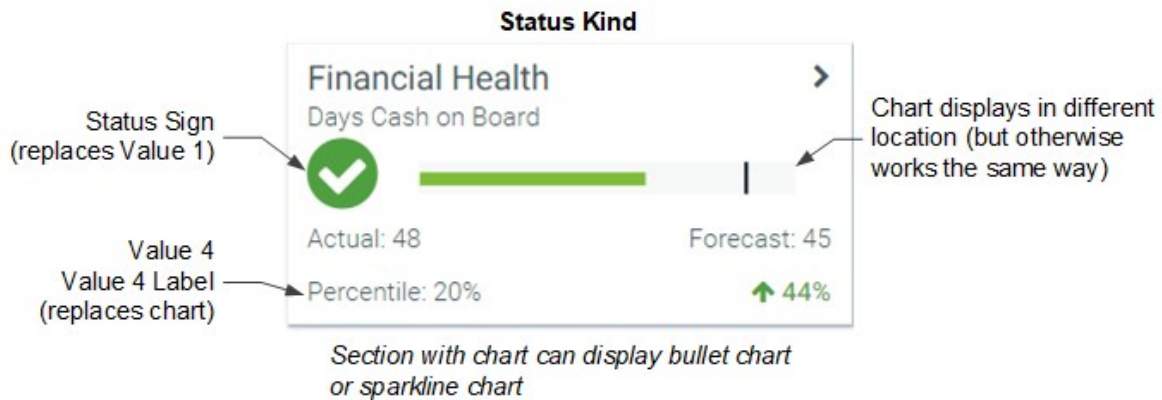 Status Kind
Financial Health
Days Cash on Board
Status Sign
(replaces Value 1)
Chart displays in different
location (but otherwise
works the same way)
Actual: 48
Forecast: 45
Value 4
Value 4 Label
(replaces chart)
Percentile: 20%
44%
Section with chart can display bullet chart
or sparkline chart